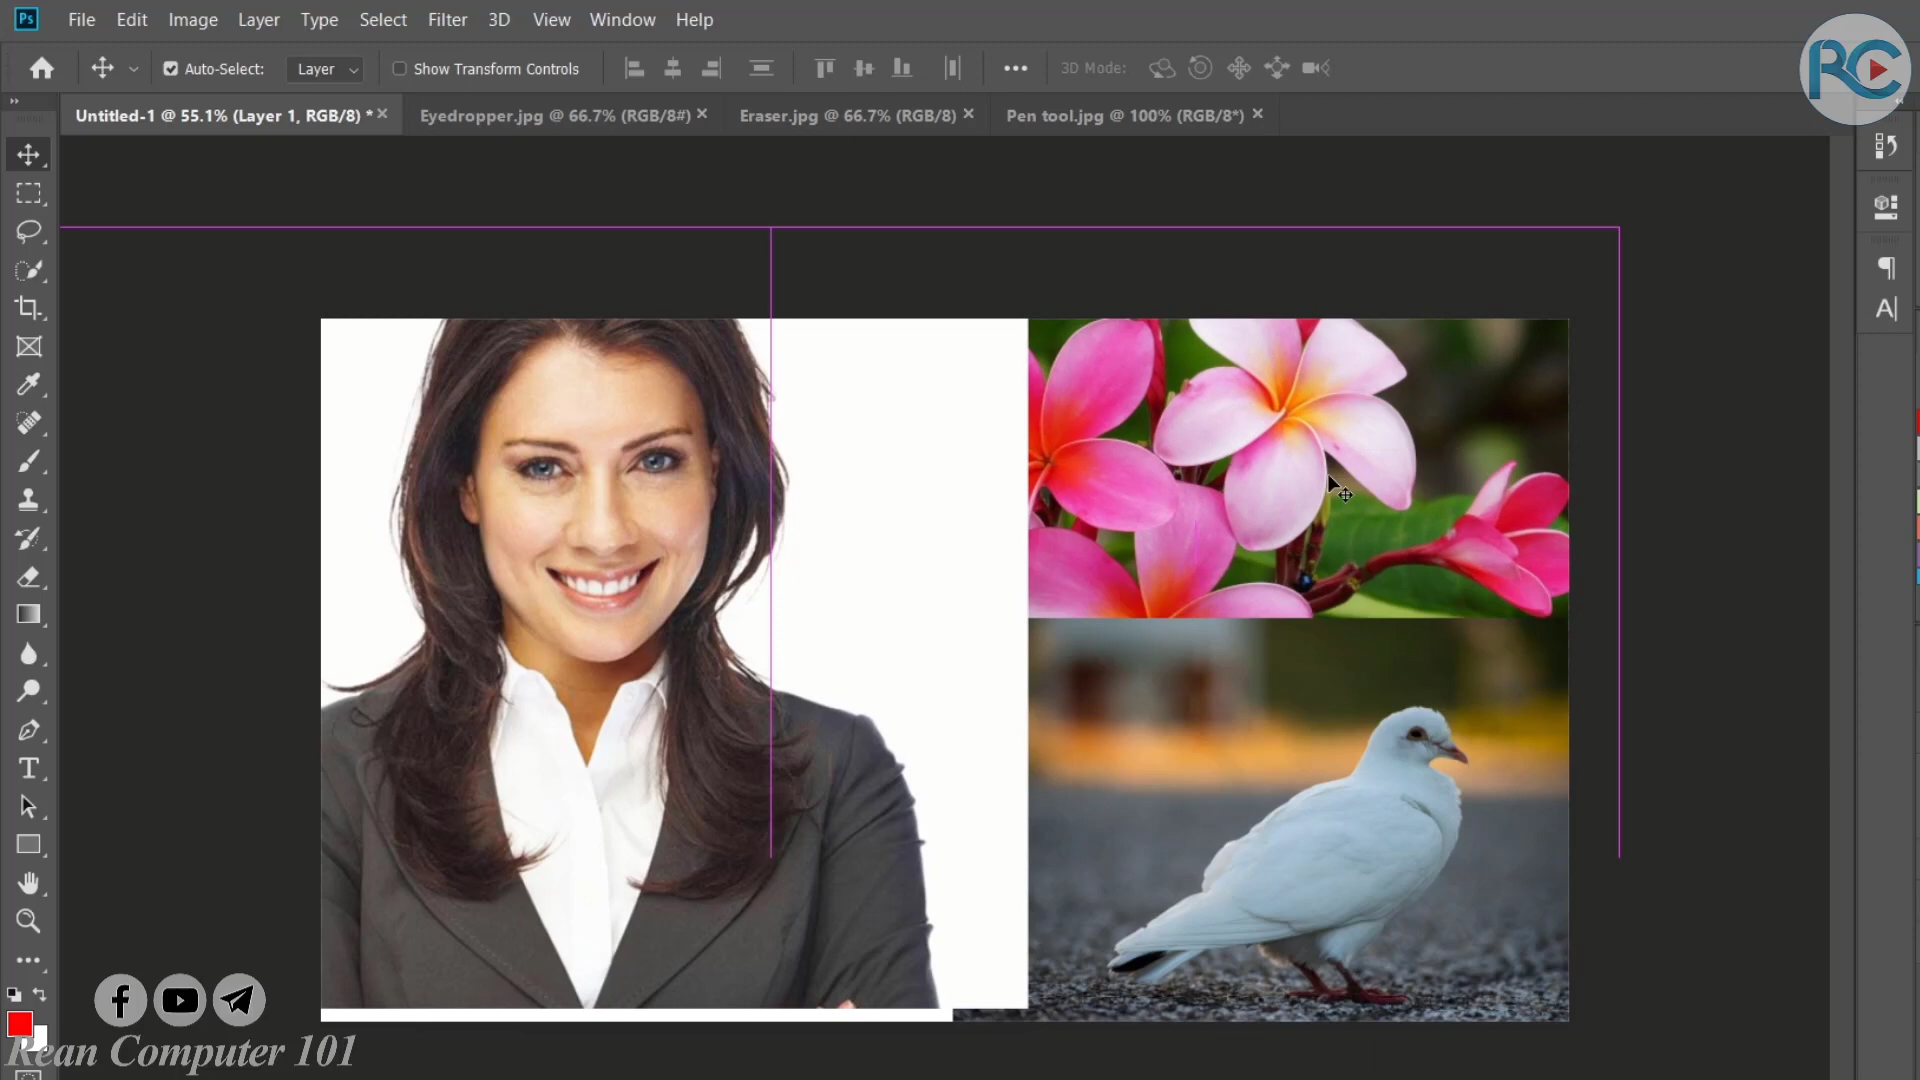 Ps File Edit Image Layer Type Select Filter 3D View Window Help
Auto-Select: Layer Show Transform Controls 3D Mode:
RC
Untitled-1 @ 55.1% (Layer 1, RGB/8) * Eyedropper.jpg @ 66.7% (RGB/8#) Eraser.jpg @ 66.7% (RGB/8) Pen tool.jpg @ 100% (RGB/8*)
Rean Computer 101